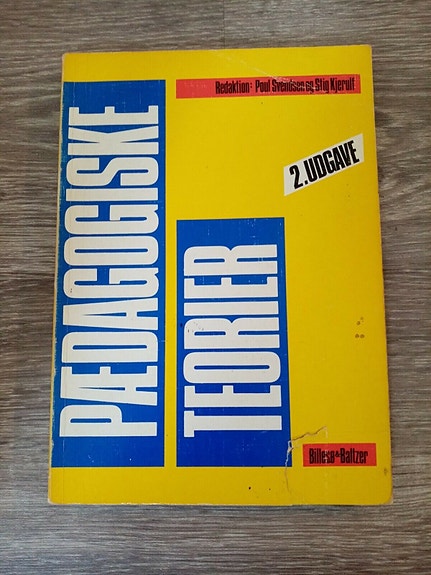 Redaktion: Poul Svendsen og Stig Kjerulf
PÆDAGOGISKE
TEORIER
2. UDGAVE
Billesø & Baltzer